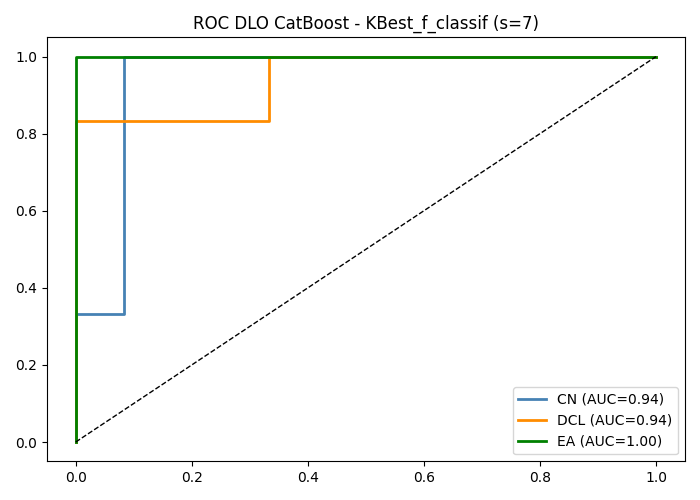 ROC DLO CatBoost - KBest_f_classif (s=7)
1.0
0.8
0.6
0.4
0.2
0.0
0.0 0.2 0.4 0.6 0.8 1.0
CN (AUC=0.94)
DCL (AUC=0.94)
EA (AUC=1.00)